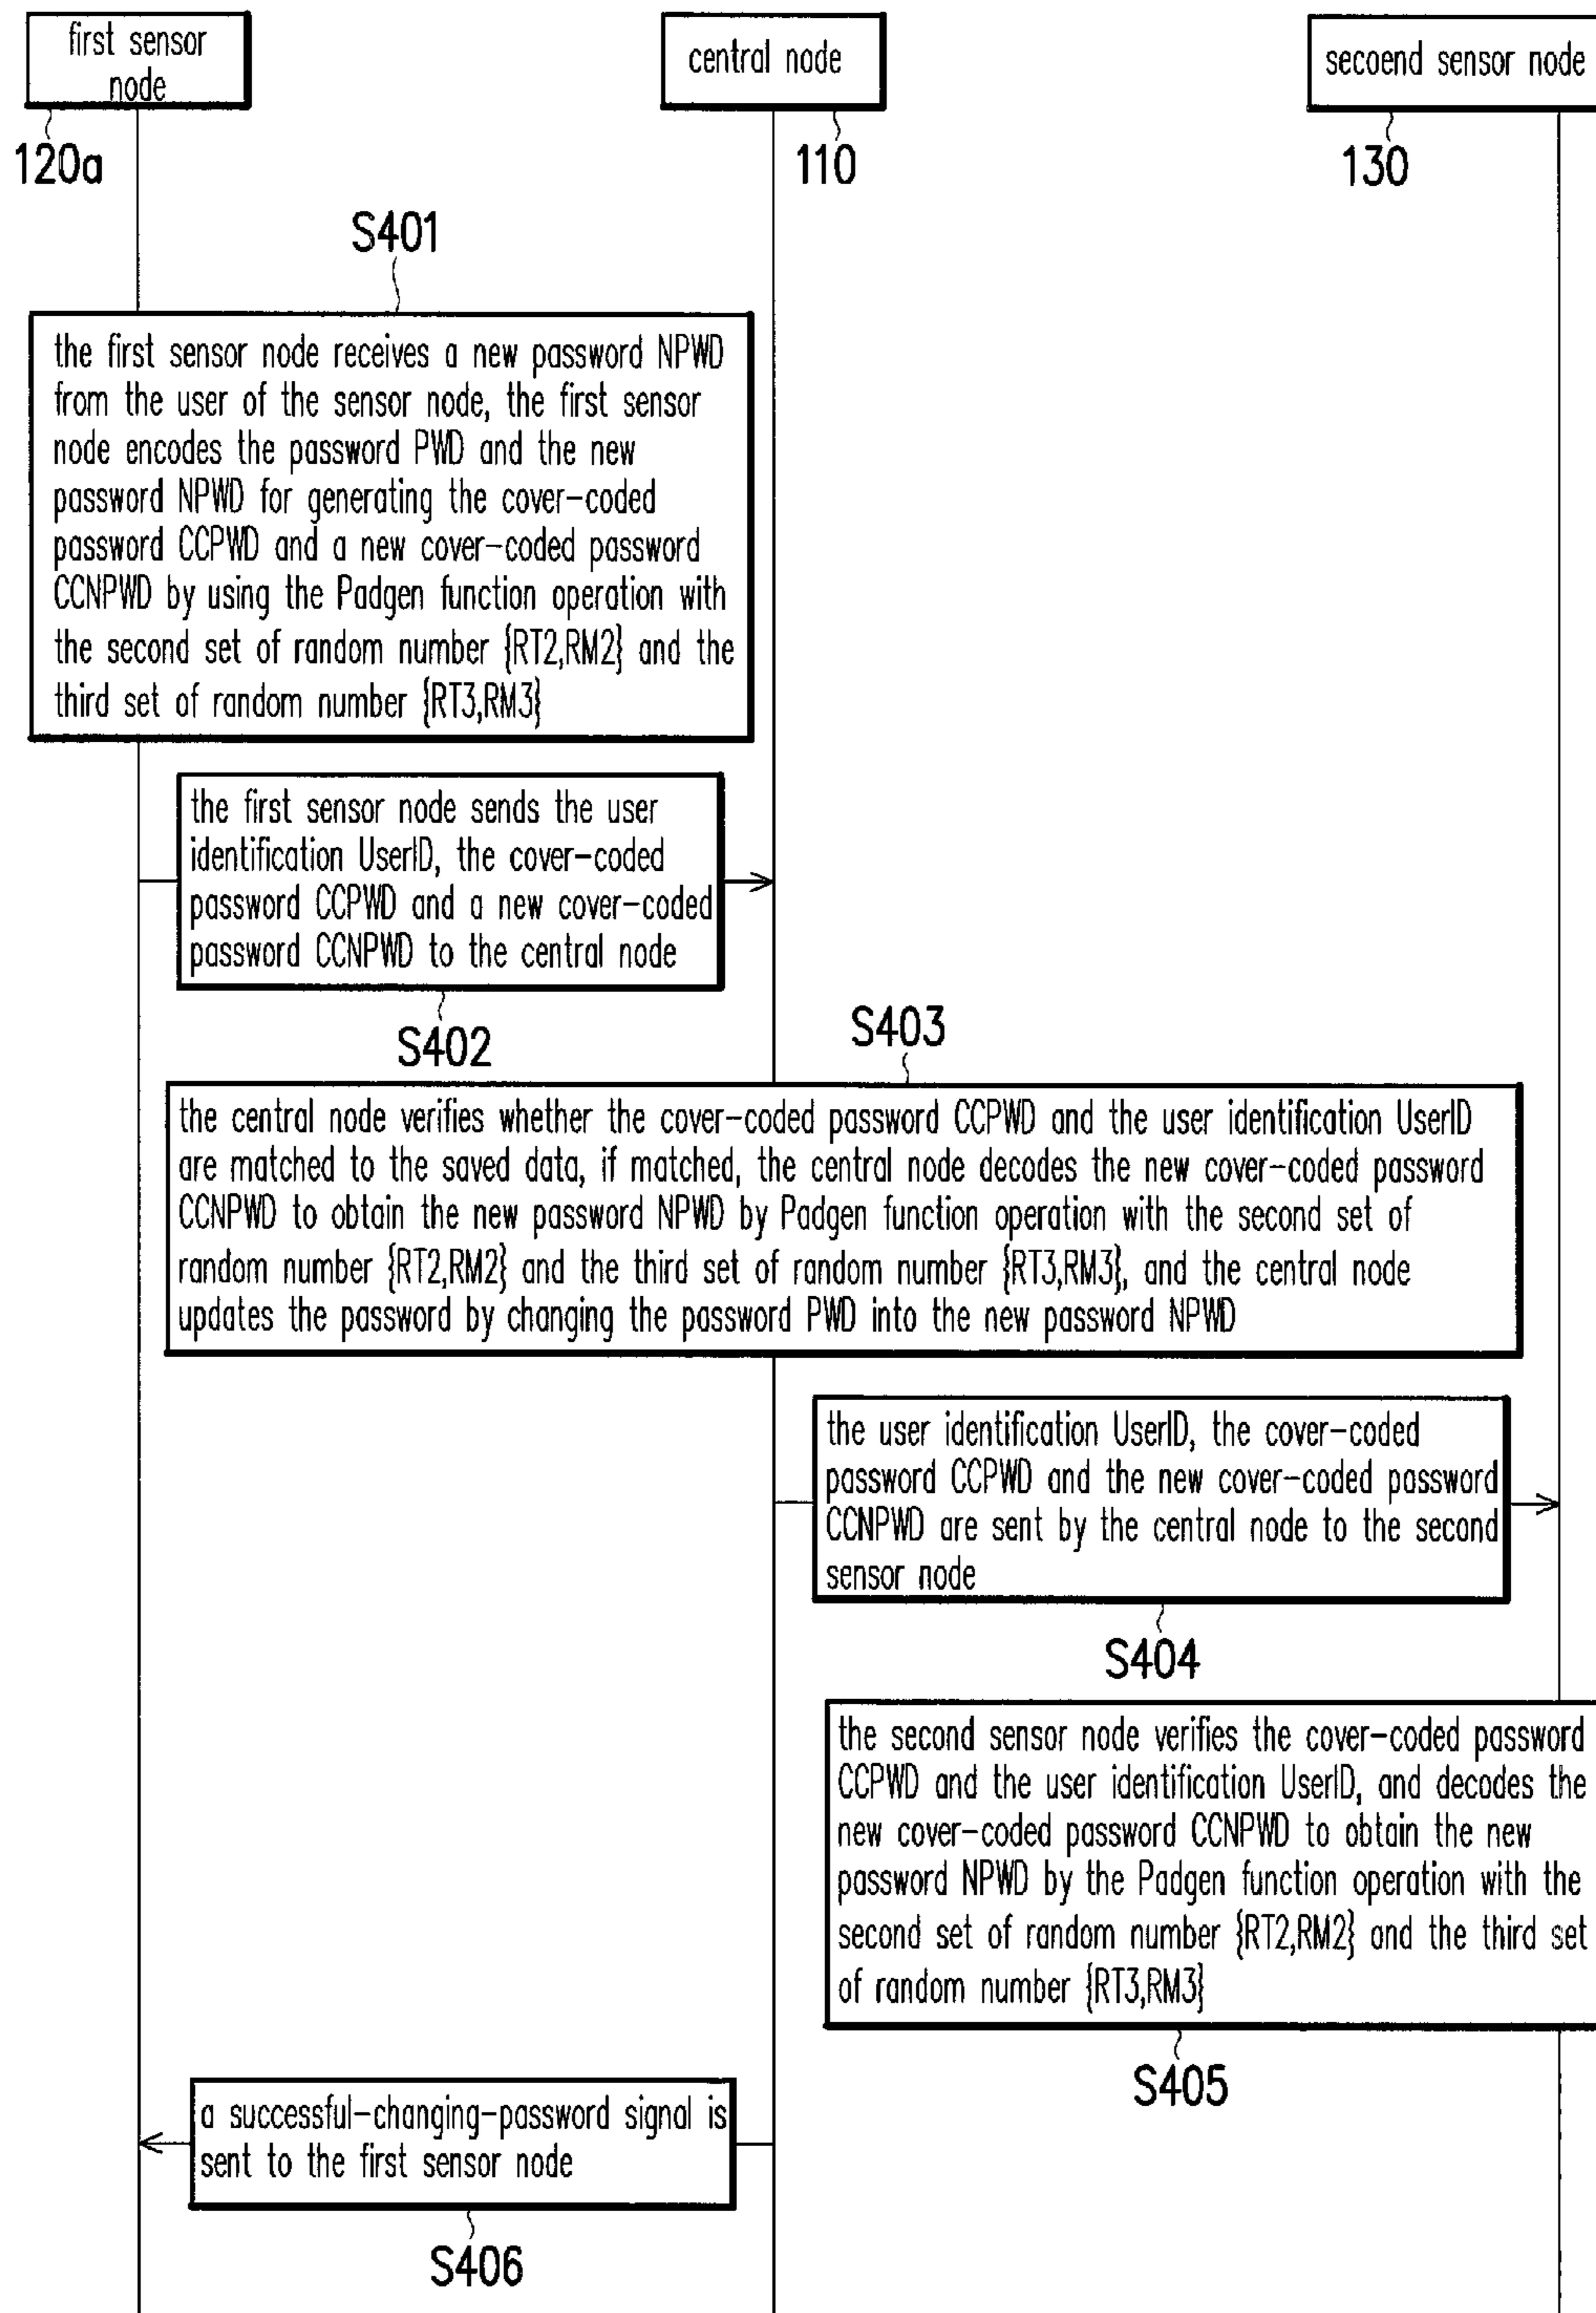 first sensor
node
central node
secoend sensor node
120a
110
130
S401
the first sensor node receives a new password NPWD
from the user of the sensor node, the first sensor
node encodes the password PWD and the new
password NPWD for generating the cover-coded
password CCPWD and a new cover-coded password
CCNPWD by using the Padgen function operation with
the second set of random number {RT2,RM2} and the
third set of random number {RT3,RM3}
the first sensor node sends the user
identification UserID, the cover-coded
password CCPWD and a new cover-coded
password CCNPWD to the central node
S402
S403
the central node verifies whether the cover-coded password CCPWD and the user identification UserID
are matched to the saved data, if matched, the central node decodes the new cover-coded password
CCNPWD to obtain the new password NPWD by Padgen function operation with the second set of
random number {RT2,RM2} and the third set of random number {RT3,RM3}, and the central node
updates the password by changing the password PWD into the new password NPWD
the user identification UserID, the cover-coded
password CCPWD and the new cover-coded password
CCNPWD are sent by the central node to the second
sensor node
S404
the second sensor node verifies the cover-coded password
CCPWD and the user identification UserID, and decodes the
new cover-coded password CCNPWD to obtain the new
password NPWD by the Padgen function operation with the
second set of random number {RT2,RM2} and the third set
of random number {RT3,RM3}
S405
a successful-changing-password signal is
sent to the first sensor node
S406